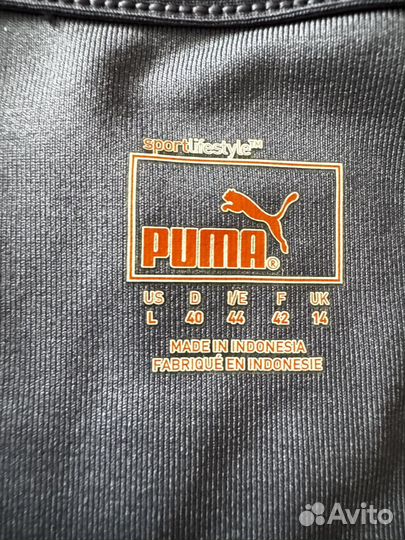 sportlifestyle™
PUMA®
US D I/E F UK
L 40 44 42 14
MADE IN INDONESIA
FABRIQUÉ EN INDONESIE
Avito